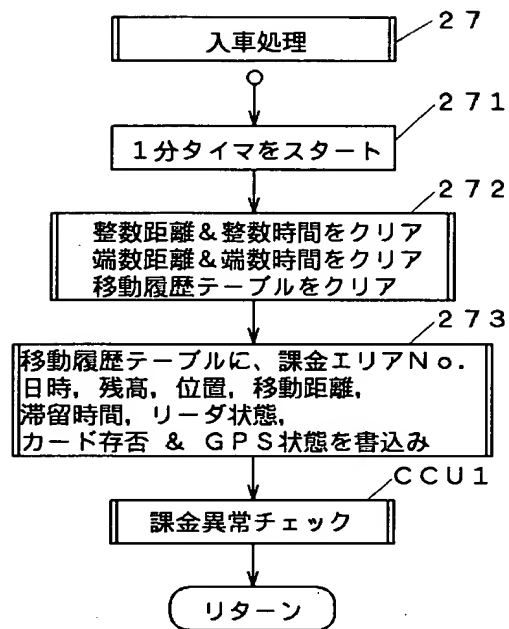 27
入車処理
271
1分タイマをスタート
272
整数距離&整数時間をクリア
端数距離&端数時間をクリア
移動履歴テーブルをクリア
273
移動履歴テーブルに、課金エリアNo.
日時,残高,位置,移動距離,
滞留時間,リーダ状態,
カード存否 & GPS状態を書込み
CCU1
課金異常チェック
リターン